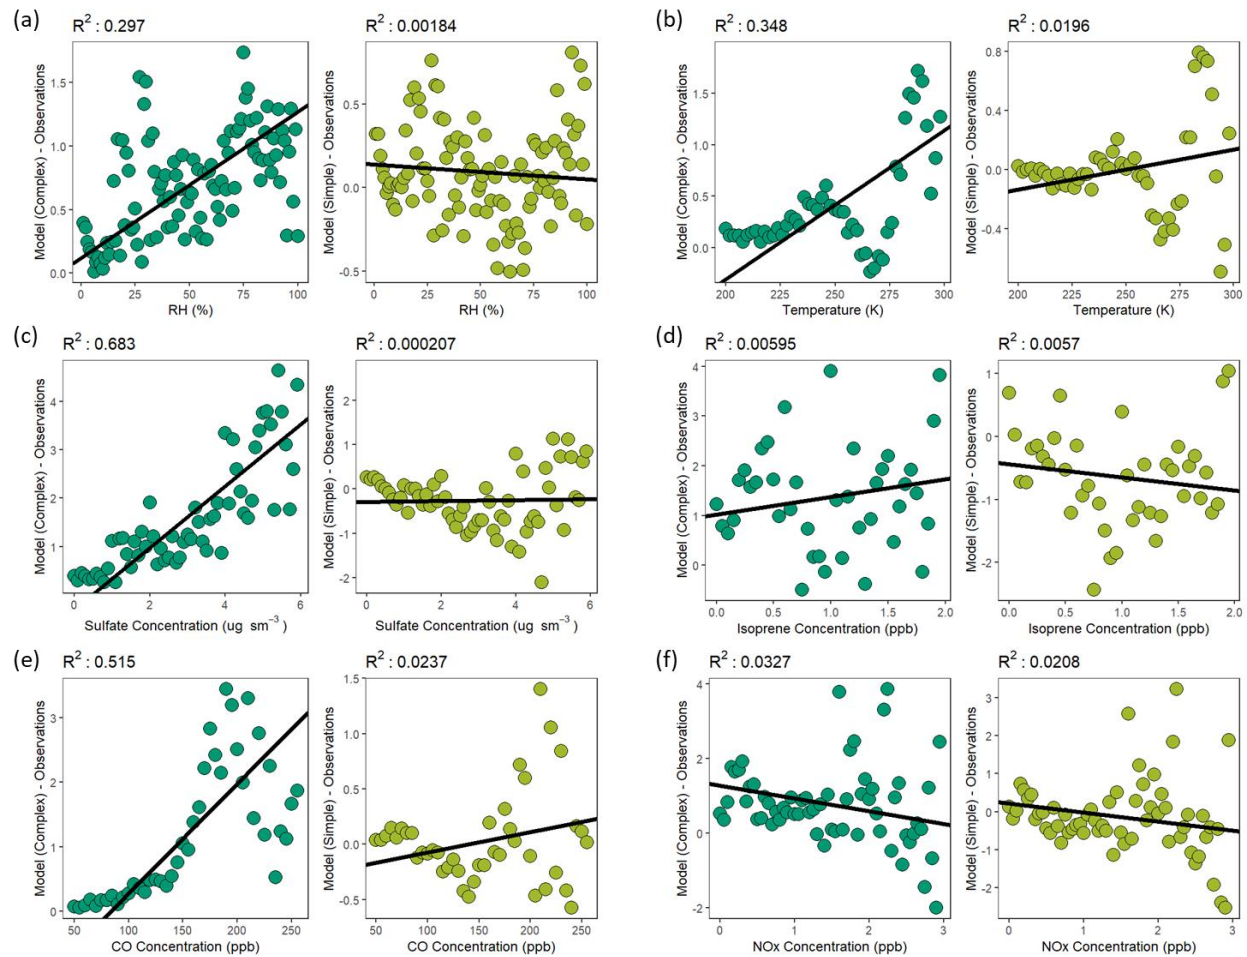 (a)
R² : 0.297
Model (Complex) - Observations
1.5
1.0
0.5
0.0
0 25 50 75 100
RH (%)
R² : 0.00184
Model (Simple) - Observations
0.5
0.0
-0.5
0 25 50 75 100
RH (%)
(b)
R² : 0.348
Model (Complex) - Observations
1.5
1.0
0.5
0.0
200 225 250 275 300
Temperature (K)
R² : 0.0196
Model (Simple) - Observations
0.8
0.4
0.0
-0.4
200 225 250 275 300
Temperature (K)
(c)
R² : 0.683
Model (Complex) - Observations
4
3
2
1
0 2 4 6
Sulfate Concentration (ug sm⁻³ )
R² : 0.000207
Model (Simple) - Observations
2
1
0
-1
-2
0 2 4 6
Sulfate Concentration (ug sm⁻³ )
(d)
R² : 0.00595
Model (Complex) - Observations
4
3
2
1
0
0.0 0.5 1.0 1.5 2.0
Isoprene Concentration (ppb)
R² : 0.0057
Model (Simple) - Observations
1
0
-1
-2
0.0 0.5 1.0 1.5 2.0
Isoprene Concentration (ppb)
(e)
R² : 0.515
Model (Complex) - Observations
3
2
1
0
50 100 150 200 250
CO Concentration (ppb)
R² : 0.0237
Model (Simple) - Observations
1.5
1.0
0.5
0.0
-0.5
50 100 150 200 250
CO Concentration (ppb)
(f)
R² : 0.0327
Model (Complex) - Observations
4
2
0
-2
0 1 2 3
NOx Concentration (ppb)
R² : 0.0208
Model (Simple) - Observations
3
2
1
0
-1
-2
0 1 2 3
NOx Concentration (ppb)